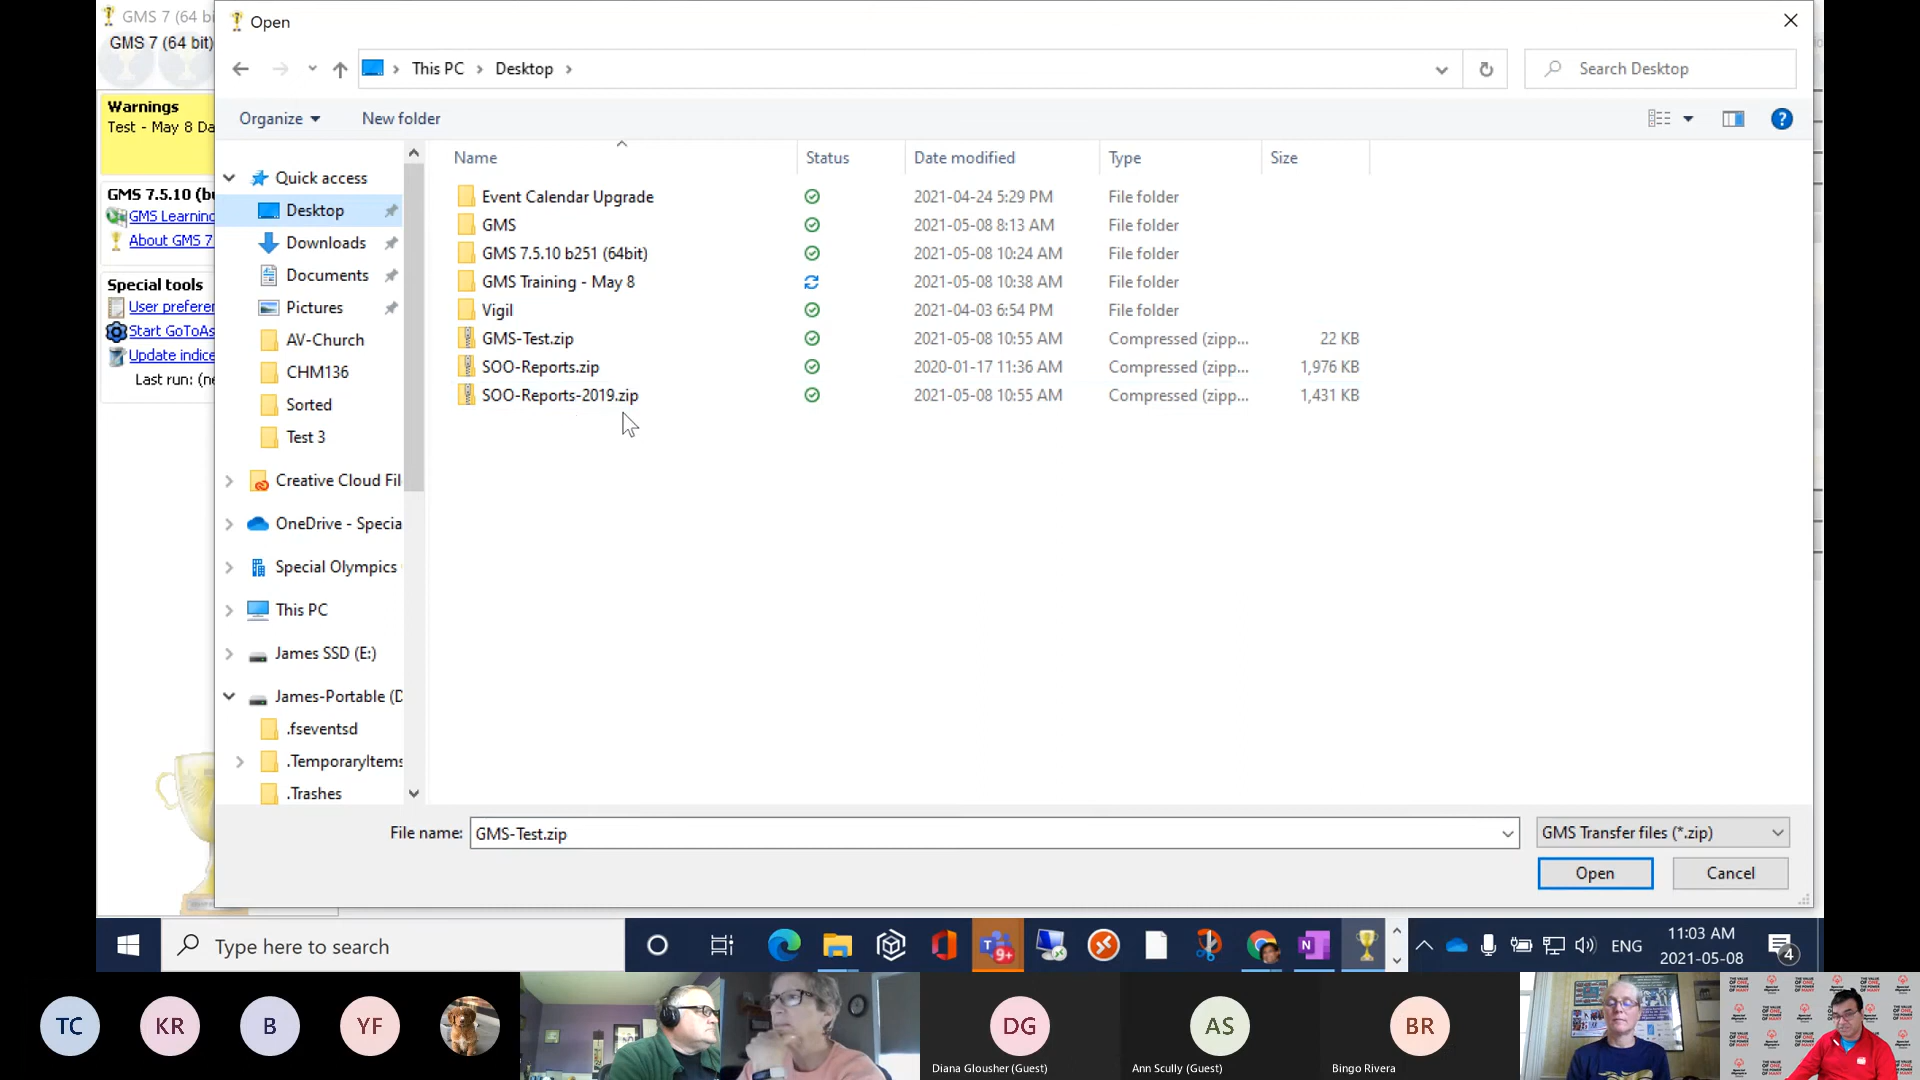 GMS 7 (64 bi
Open
GMS 7 (64 bit)
This PC
Desktop
Search Desktop
Warnings
Test - May 8 Da
Organize
New folder
Name
Status
Date modified
Type
Size
GMS 7.5.10 (bu
GMS Learning
About GMS 7
Special tools
User preferen
Start GoToAs
Update indice
Last run: (ne
Quick access
Desktop
Downloads
Documents
Pictures
AV-Church
CHM136
Sorted
Test 3
Creative Cloud Fil
OneDrive - Specia
Special Olympics
This PC
James SSD (E:)
James-Portable (D
.fseventsd
.TemporaryItems
.Trashes
Event Calendar Upgrade 2021-04-24 5:29 PM File folder
GMS 2021-05-08 8:13 AM File folder
GMS 7.5.10 b251 (64bit) 2021-05-08 10:24 AM File folder
GMS Training - May 8 2021-05-08 10:38 AM File folder
Vigil 2021-04-03 6:54 PM File folder
GMS-Test.zip 2021-05-08 10:55 AM Compressed (zipp... 22 KB
SOO-Reports.zip 2020-01-17 11:36 AM Compressed (zipp... 1,976 KB
SOO-Reports-2019.zip 2021-05-08 10:55 AM Compressed (zipp... 1,431 KB
File name: GMS-Test.zip
GMS Transfer files (*.zip)
Open
Cancel
Type here to search
9+
ENG
11:03 AM
2021-05-08
4
TC
KR
B
YF
DG
AS
BR
Diana Glousher (Guest)
Ann Scully (Guest)
Bingo Rivera